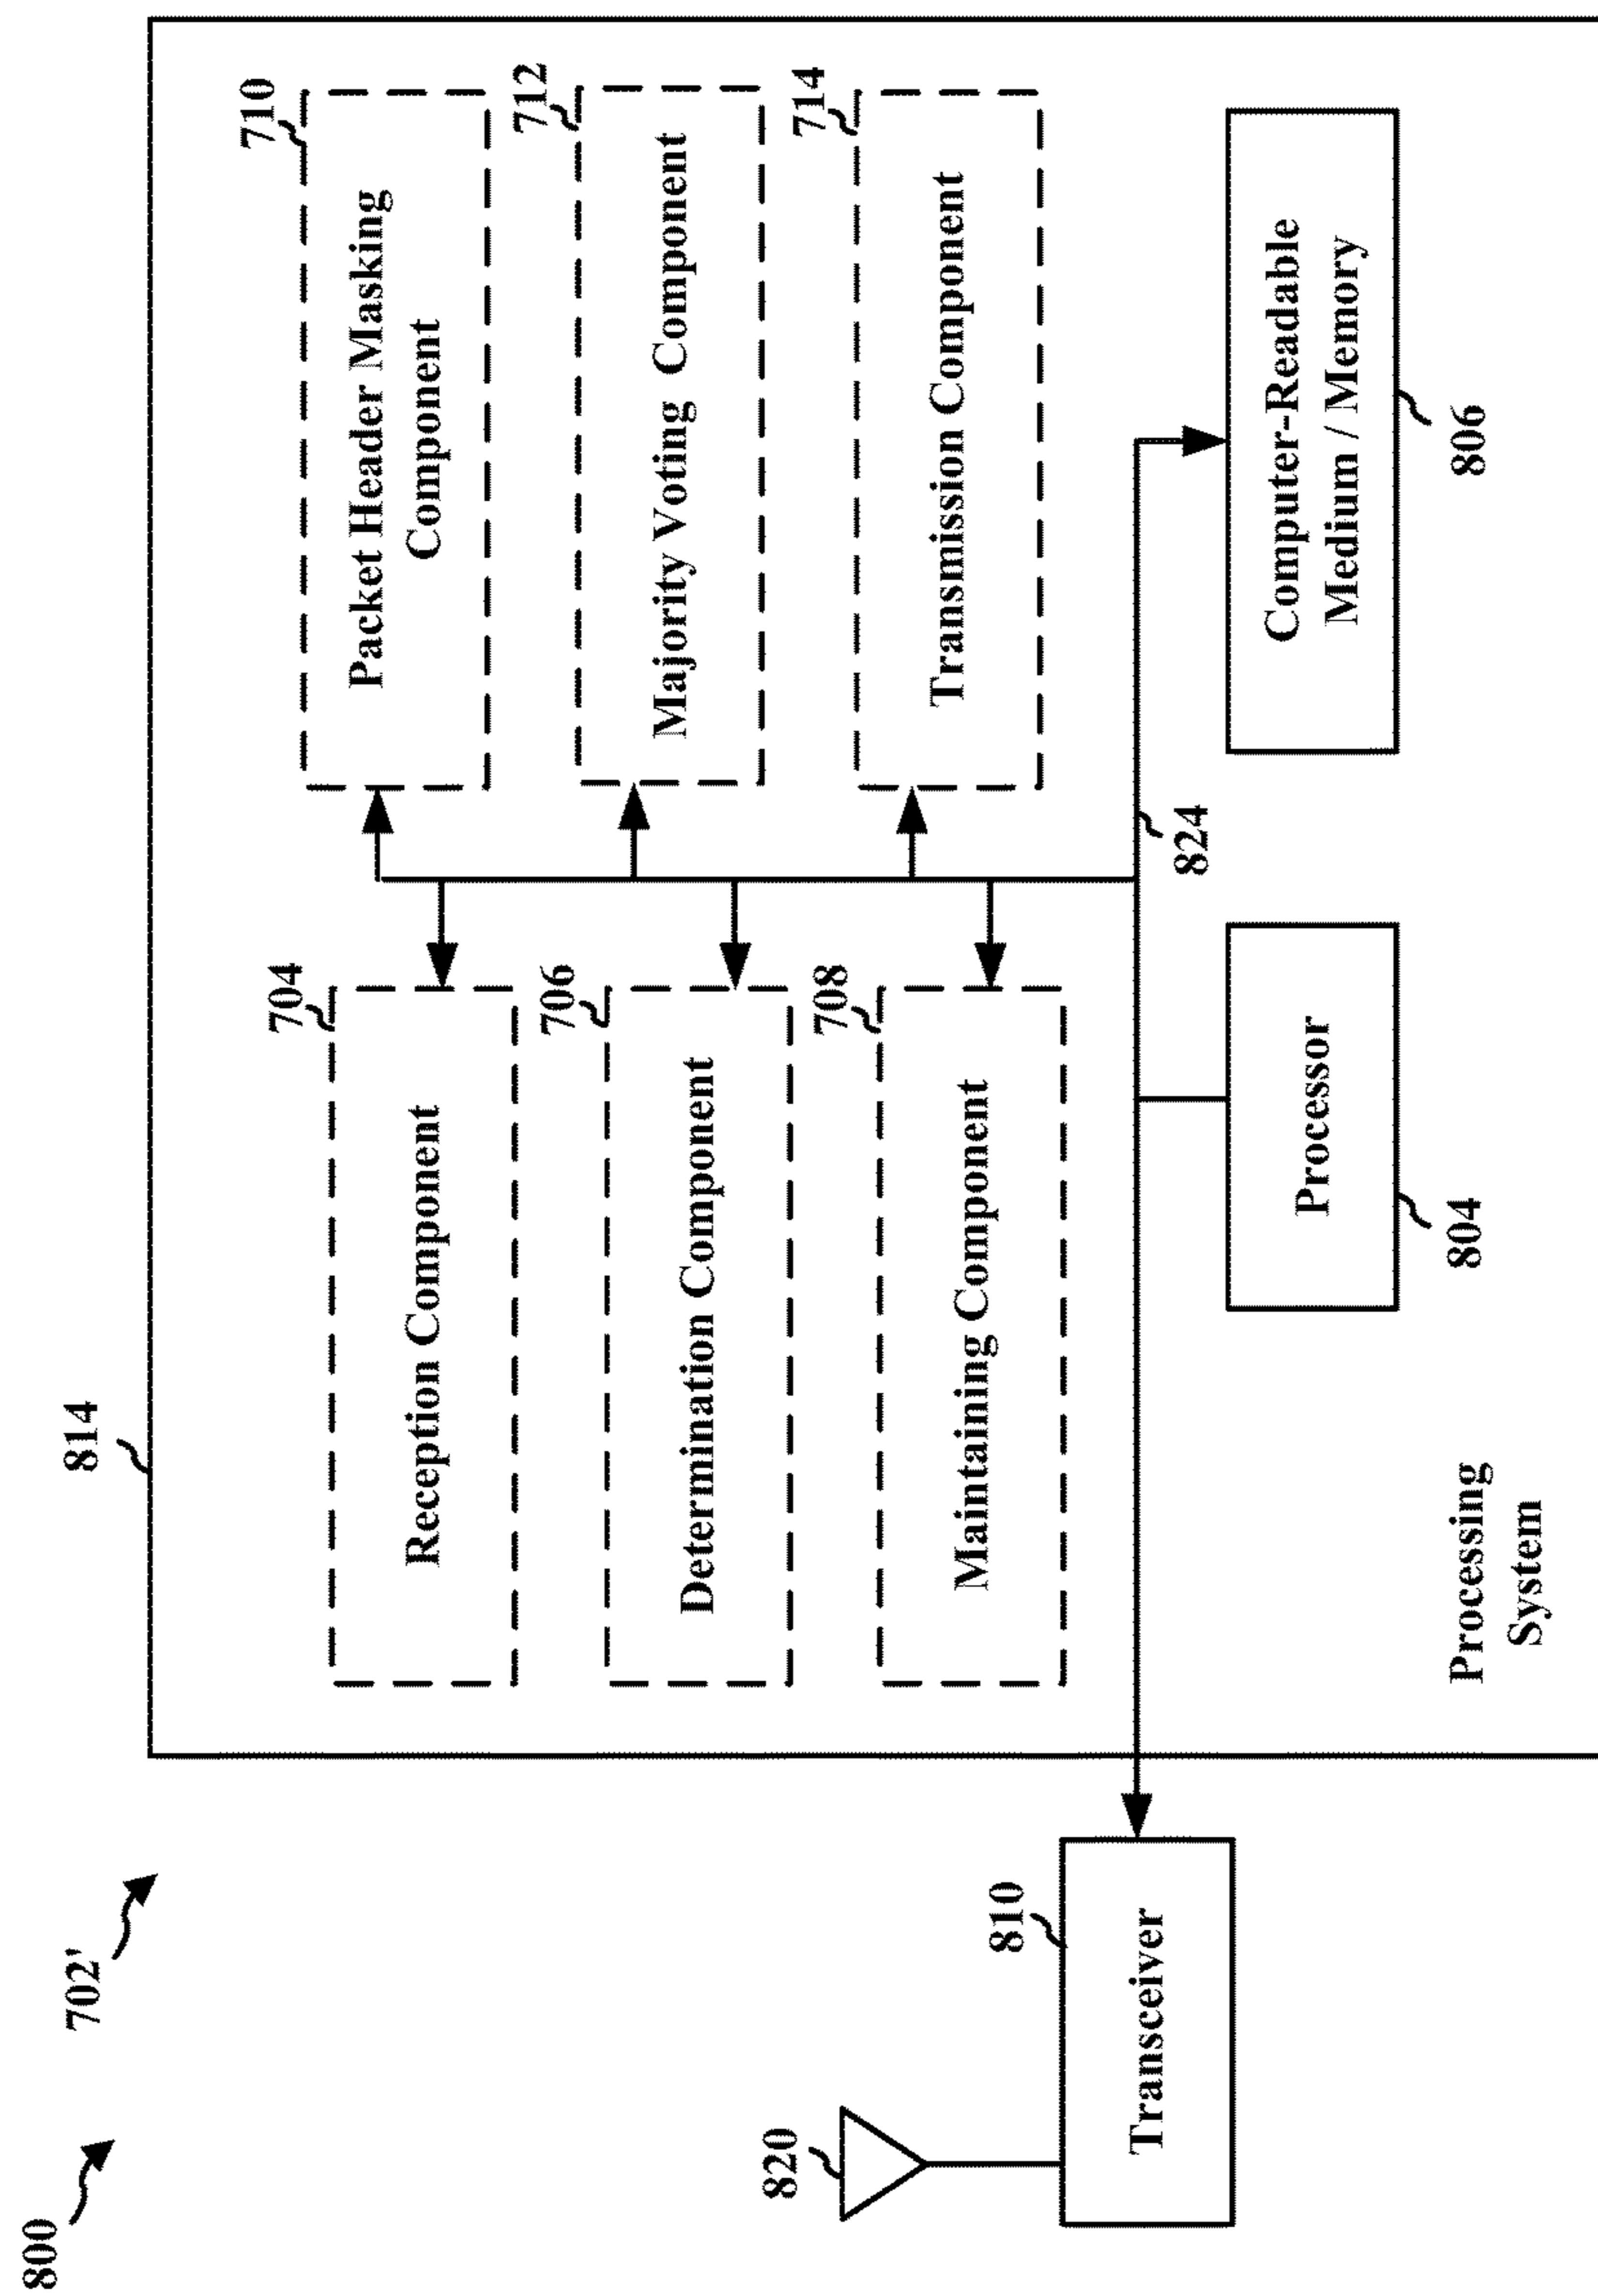 800
702'
814
704
Reception Component
710
Packet Header Masking
Component
706
Determination Component
712
Majority Voting Component
708
Maintaining Component
714
Transmission Component
820
810
Transceiver
824
Processor
804
Computer-Readable
Medium / Memory
806
Processing
System